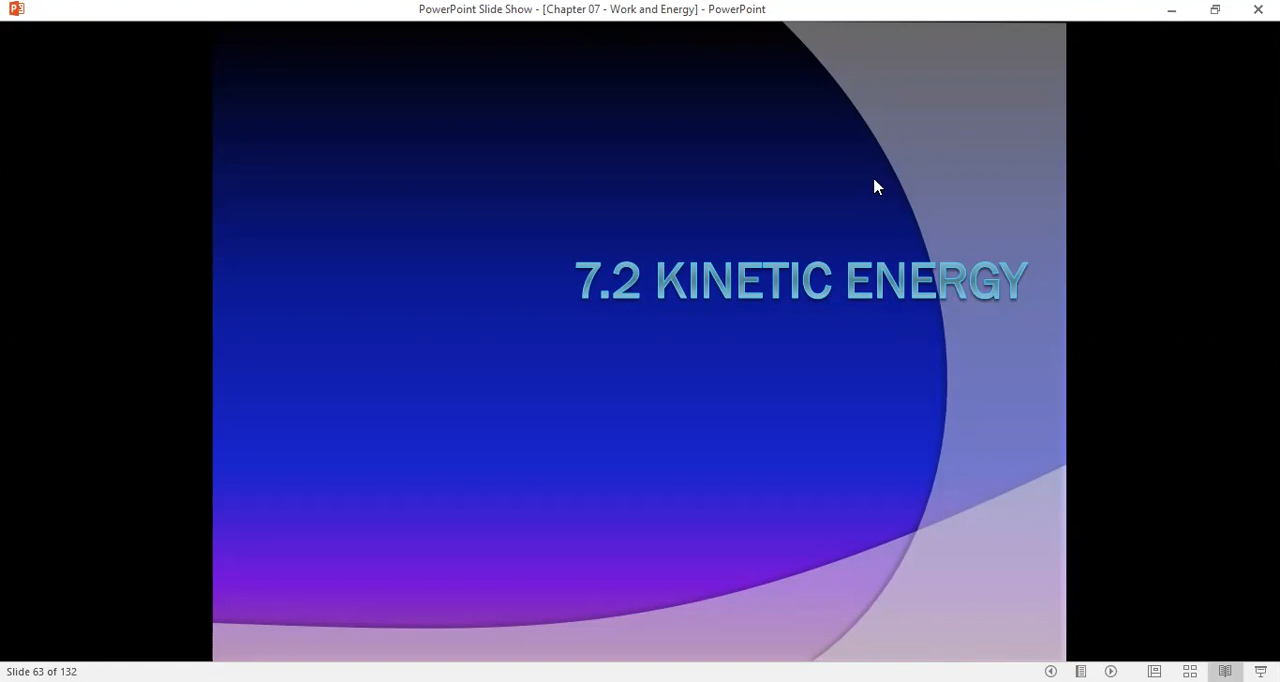 PowerPoint Slide Show - [Chapter 07 - Work and Energy] - PowerPoint
7.2 KINETIC ENERGY
Slide 63 of 132